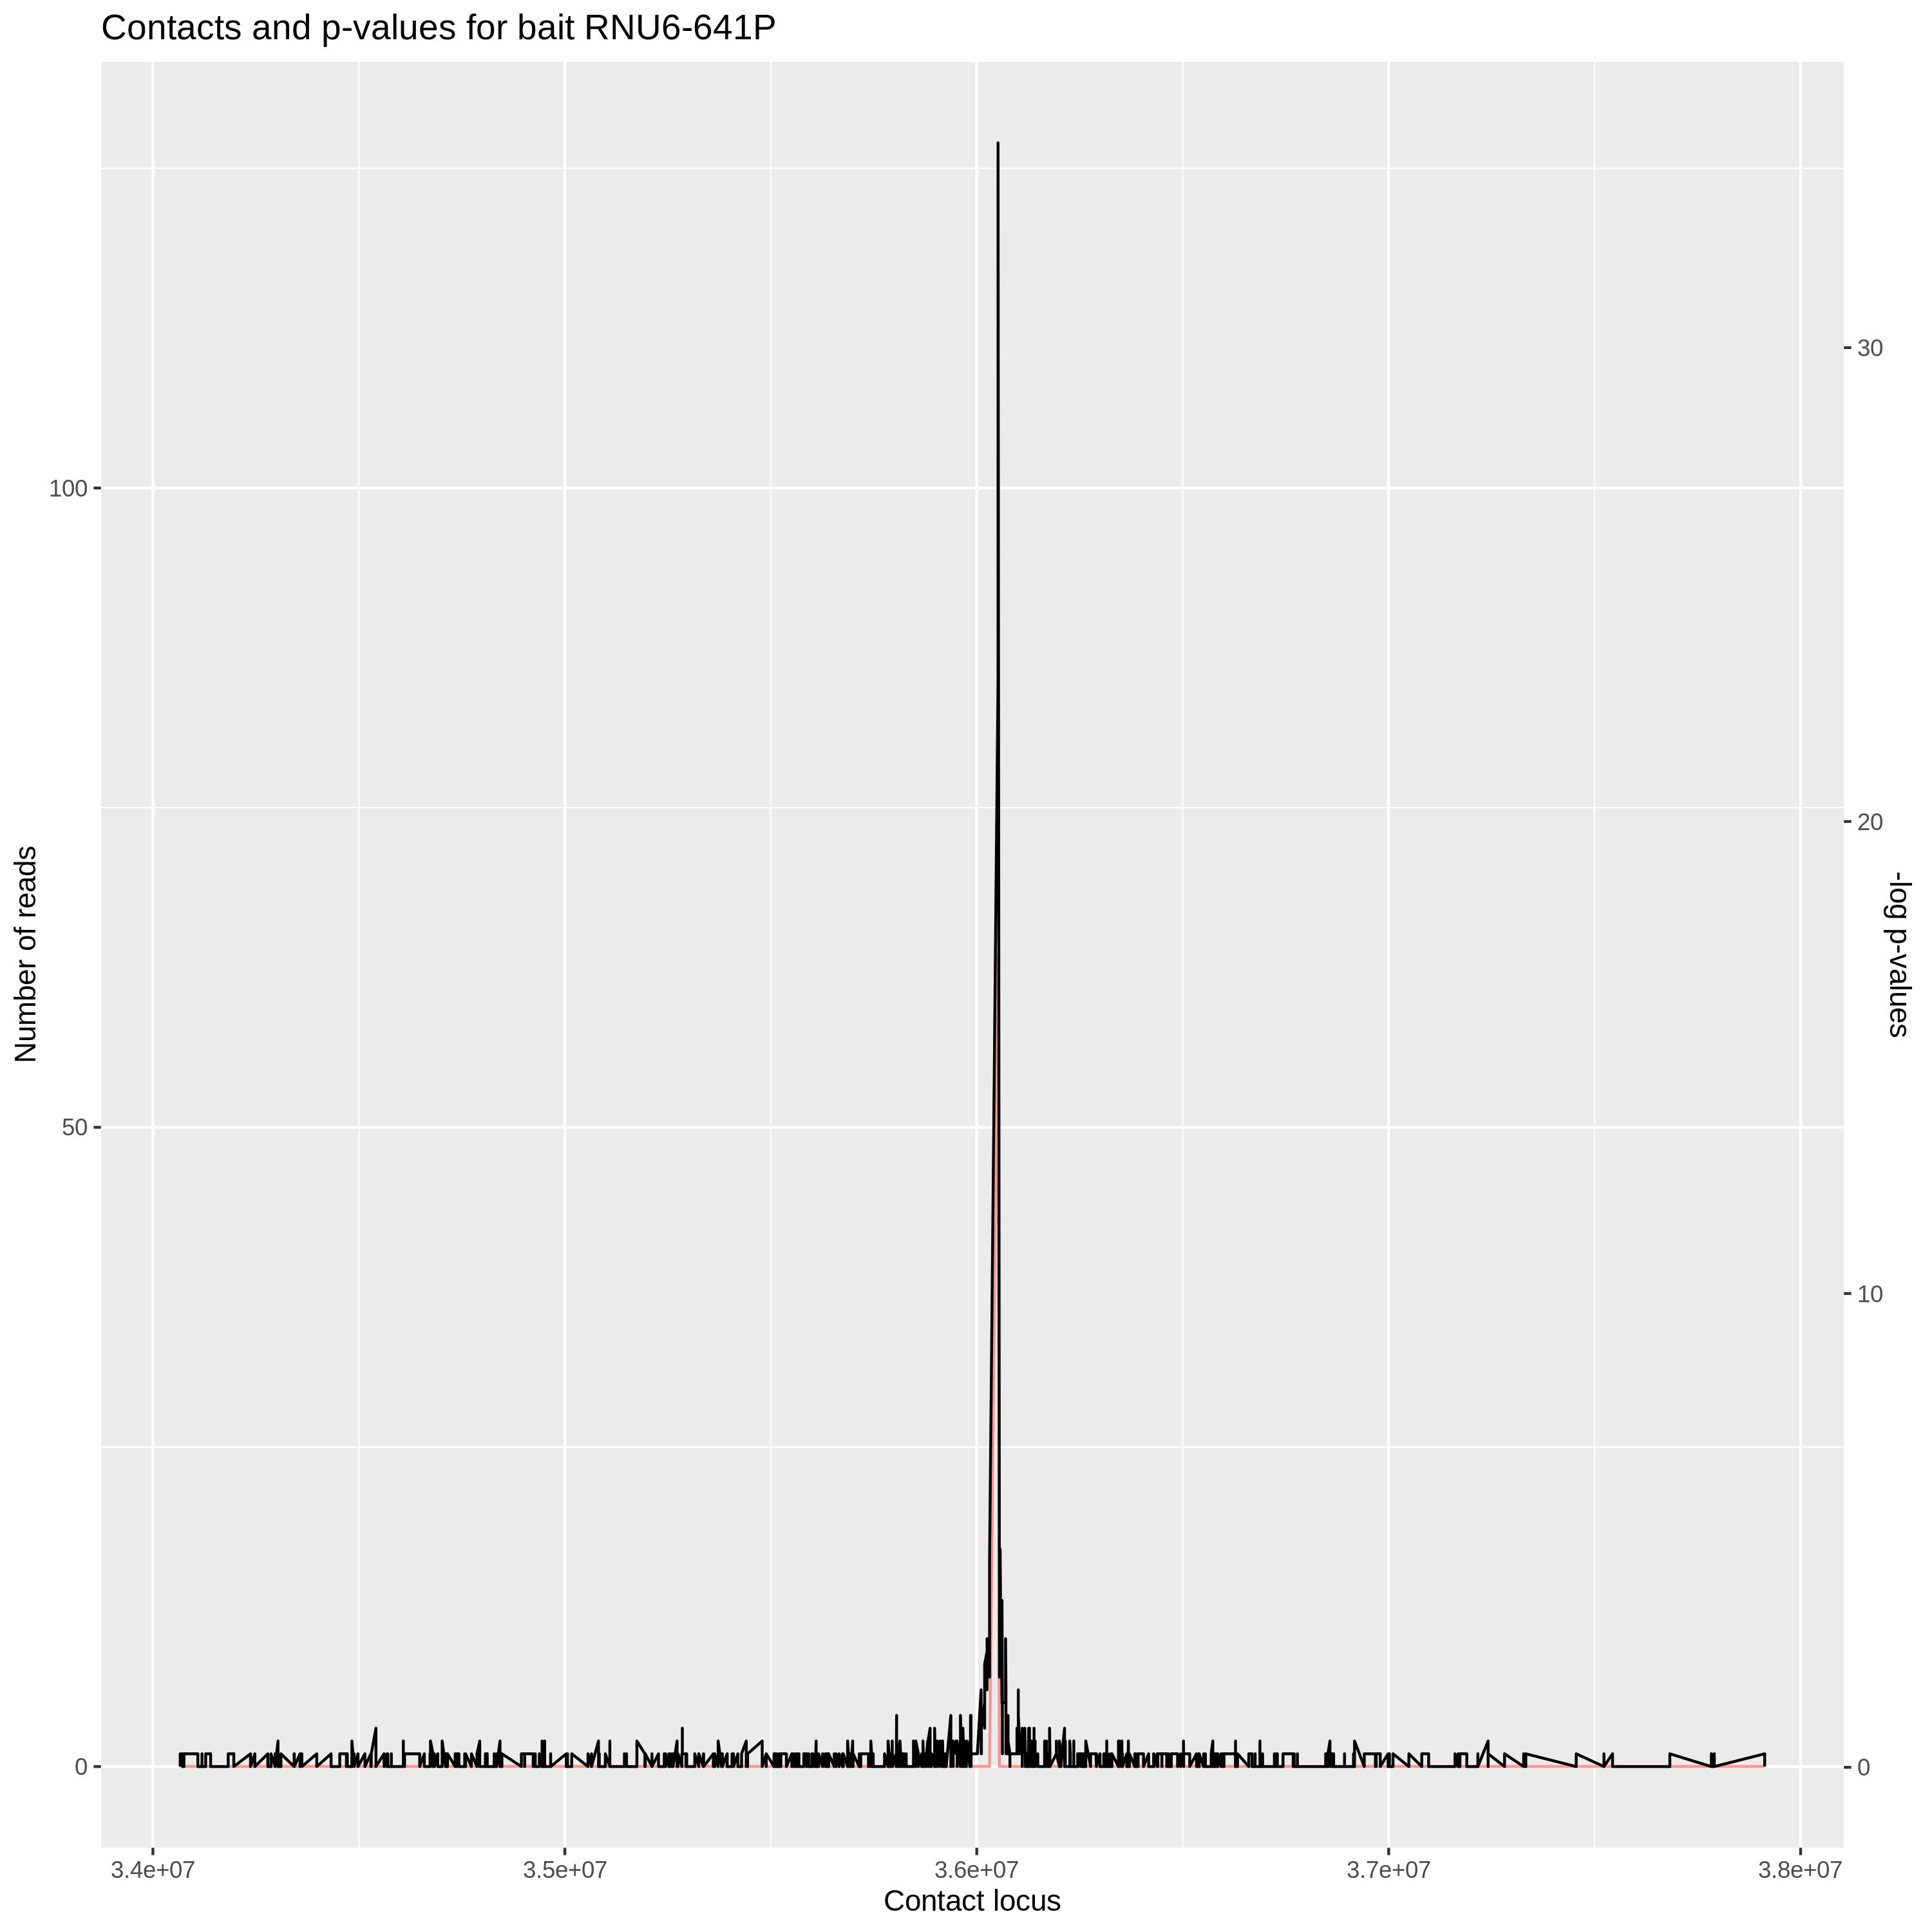 Contacts and p-values for bait RNU6-641P
Number of reads
100
50
0
30
20
10
0
-log p-values
3.4e+07
3.5e+07
3.6e+07
3.7e+07
3.8e+07
Contact locus